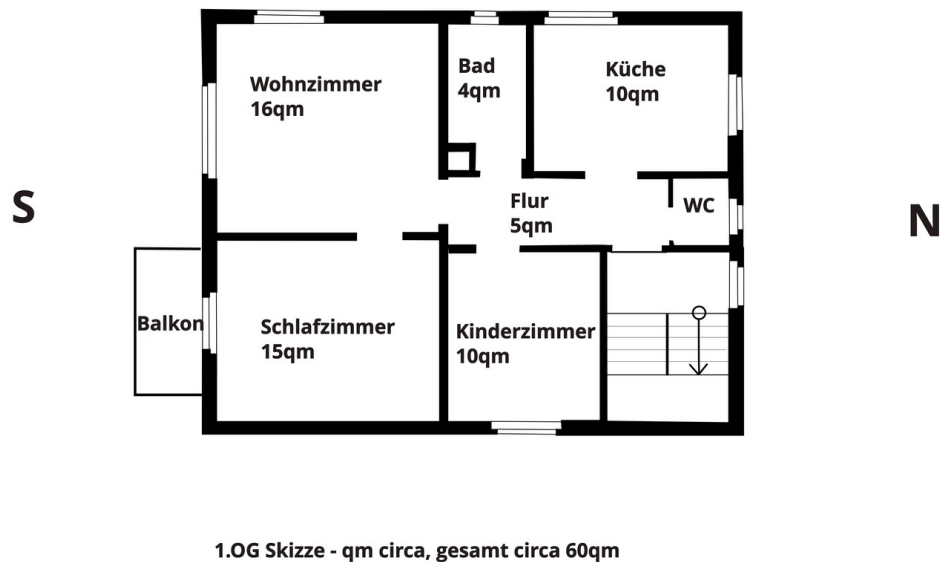 Wohnzimmer
16qm
Bad
4qm
Küche
10qm
S
Flur
5qm
WC
N
Balkon
Schlafzimmer
15qm
Kinderzimmer
10qm
1.OG Skizze - qm circa, gesamt circa 60qm